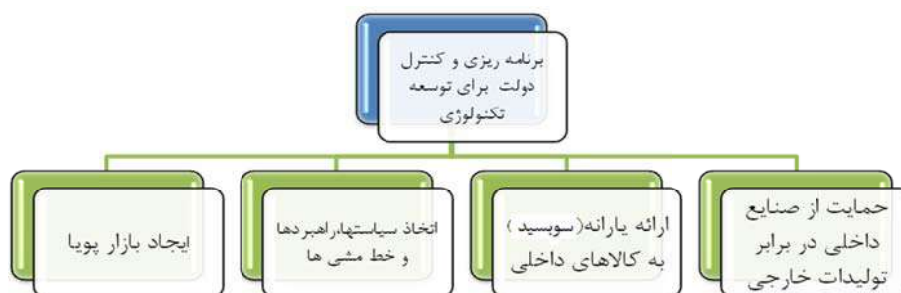 برنامه ریزی و کنترل
دولت برای توسعه
تکنولوژی
حمایت از صنایع
داخلی در برابر
تولیدات خارجی
ارائه یارانه(سوبسید)
به کالاهای داخلی
اتخاذ سیاستها،راهبردها
و خط مشی ها
ایجاد بازار پویا